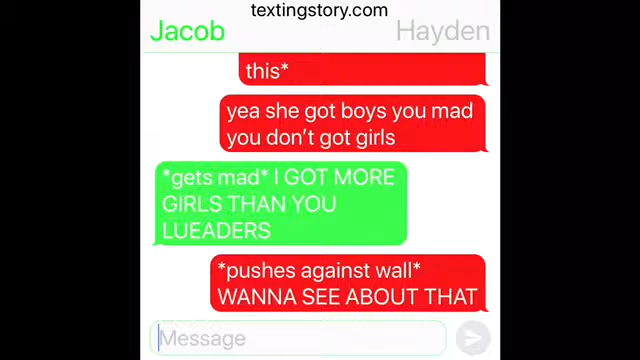 textingstory.com
Jacob Hayden
this*
yea she got boys you mad
you don't got girls
*gets mad* I GOT MORE
GIRLS THAN YOU
LUEADERS
*pushes against wall*
WANNA SEE ABOUT THAT
Message